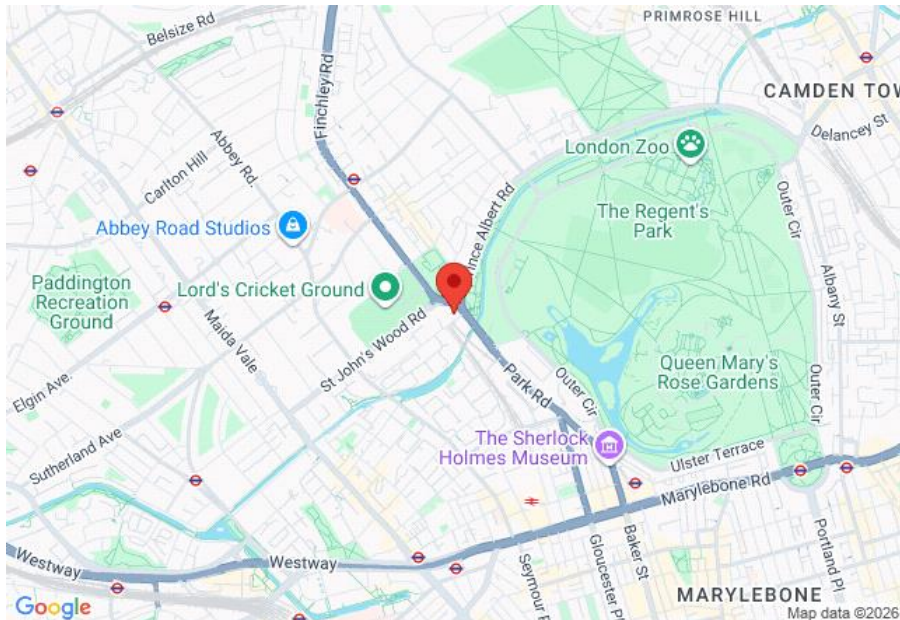 PRIMROSE HILL
Belsize Rd
Finchley Rd
CAMDEN TOW
Abbey Rd.
Delancey St
London Zoo
Carlton Hill
Prince Albert Rd
Outer Cir
The Regent's
Park
Abbey Road Studios
Paddington
Recreation
Ground
Lord's Cricket Ground
Albany St
Maida Vale
St John's Wood Rd
Queen Mary's
Rose Gardens
Elgin Ave.
Park Rd
Outer Cir
Outer Cir
The Sherlock
Holmes Museum
Sutherland Ave
Ulster Terrace
Marylebone Rd
Westway
Westway
Seymour P
Gloucester P
Baker St
Portland Pl
MARYLEBONE
Google
Map data ©2026